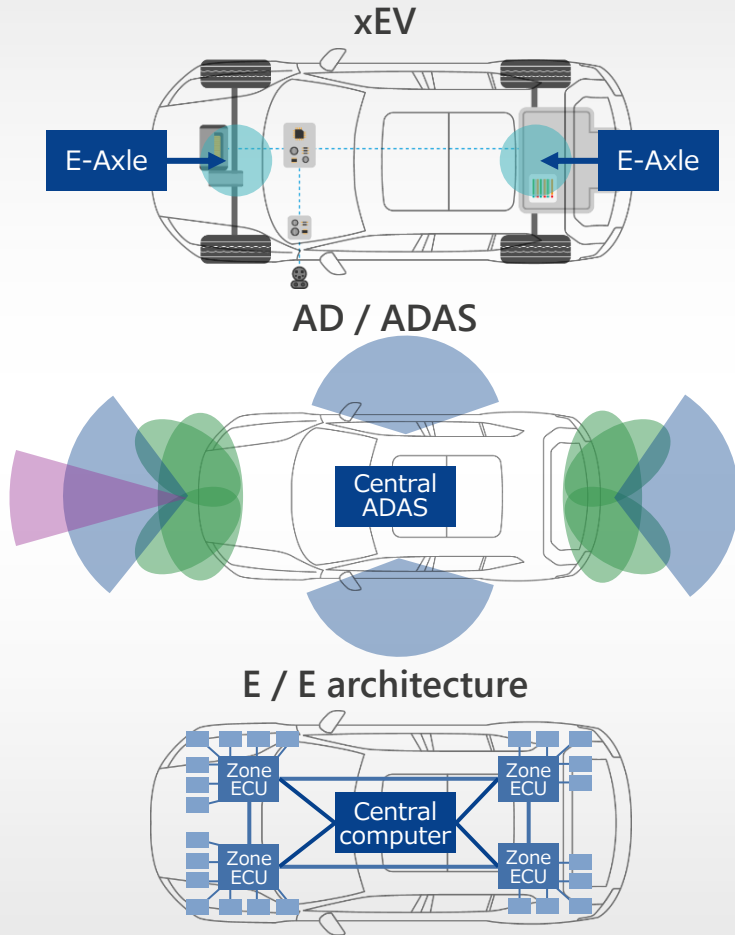 xEV
E-Axle
E-Axle
AD / ADAS
Central
ADAS
E / E architecture
Zone
ECU
Zone
ECU
Central
computer
Zone
ECU
Zone
ECU